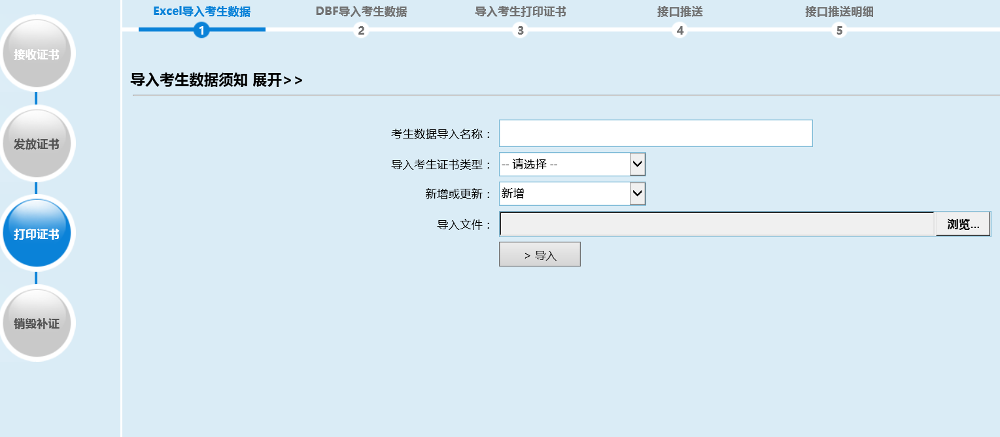 Excel导入考生数据
DBF导入考生数据
导入考生打印证书
接口推送
接口推送明细
1
2
3
4
5
接收证书
发放证书
打印证书
销毁补证
导入考生数据须知 展开>>
考生数据导入名称：
导入考生证书类型：
-- 请选择 --
新增或更新：
新增
导入文件：
浏览...
> 导入